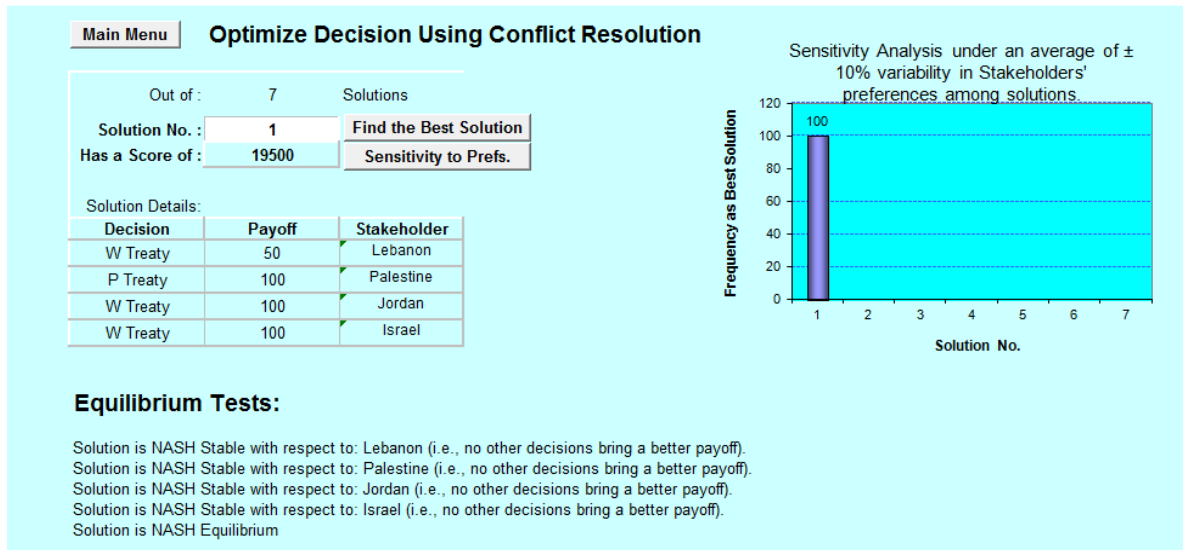 Main Menu
Optimize Decision Using Conflict Resolution
Out of : 7 Solutions
Solution No. : 1 Find the Best Solution
Has a Score of : 19500 Sensitivity to Prefs.
Solution Details:
Decision Payoff Stakeholder
W Treaty 50 Lebanon
P Treaty 100 Palestine
W Treaty 100 Jordan
W Treaty 100 Israel
Sensitivity Analysis under an average of ±
10% variability in Stakeholders'
preferences among solutions.
Frequency as Best Solution
120
100
80
60
40
20
0
100
1 2 3 4 5 6 7
Solution No.
Equilibrium Tests:
Solution is NASH Stable with respect to: Lebanon (i.e., no other decisions bring a better payoff).
Solution is NASH Stable with respect to: Palestine (i.e., no other decisions bring a better payoff).
Solution is NASH Stable with respect to: Jordan (i.e., no other decisions bring a better payoff).
Solution is NASH Stable with respect to: Israel (i.e., no other decisions bring a better payoff).
Solution is NASH Equilibrium